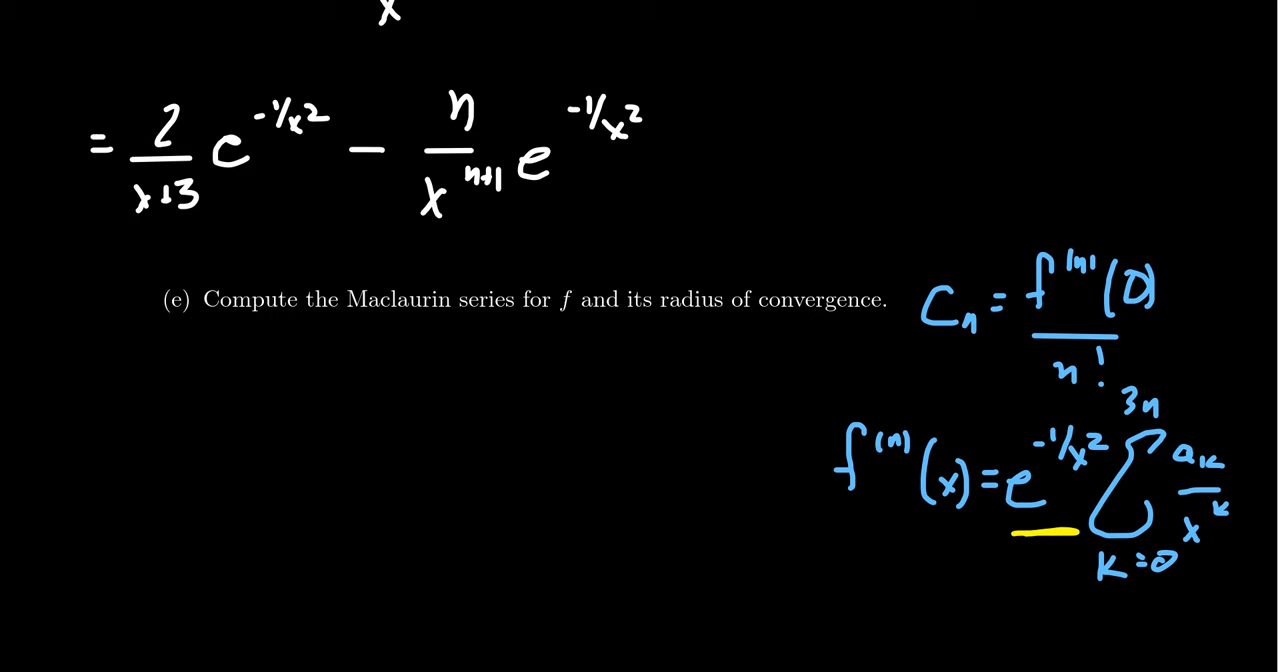 x
= 2/x+3 e^{-1/x^2} - n/x^{n+1} e^{-1/x^2}
(e) Compute the Maclaurin series for f and its radius of convergence.
C_n = f^{(n)}(0)/n!
f^{(n)}(x) = e^{-1/x^2} ∑_{k=0}^{3n} a_k/x^k